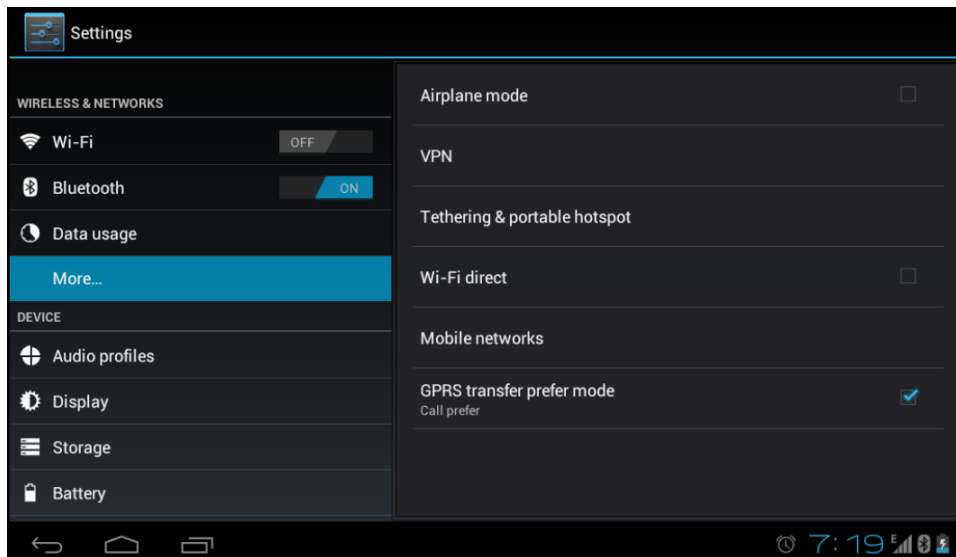 Settings
WIRELESS & NETWORKS
Wi-Fi OFF
Bluetooth ON
Data usage
More...
DEVICE
Audio profiles
Display
Storage
Battery
Airplane mode
VPN
Tethering & portable hotspot
Wi-Fi direct
Mobile networks
GPRS transfer prefer mode
Call prefer
7:19 E